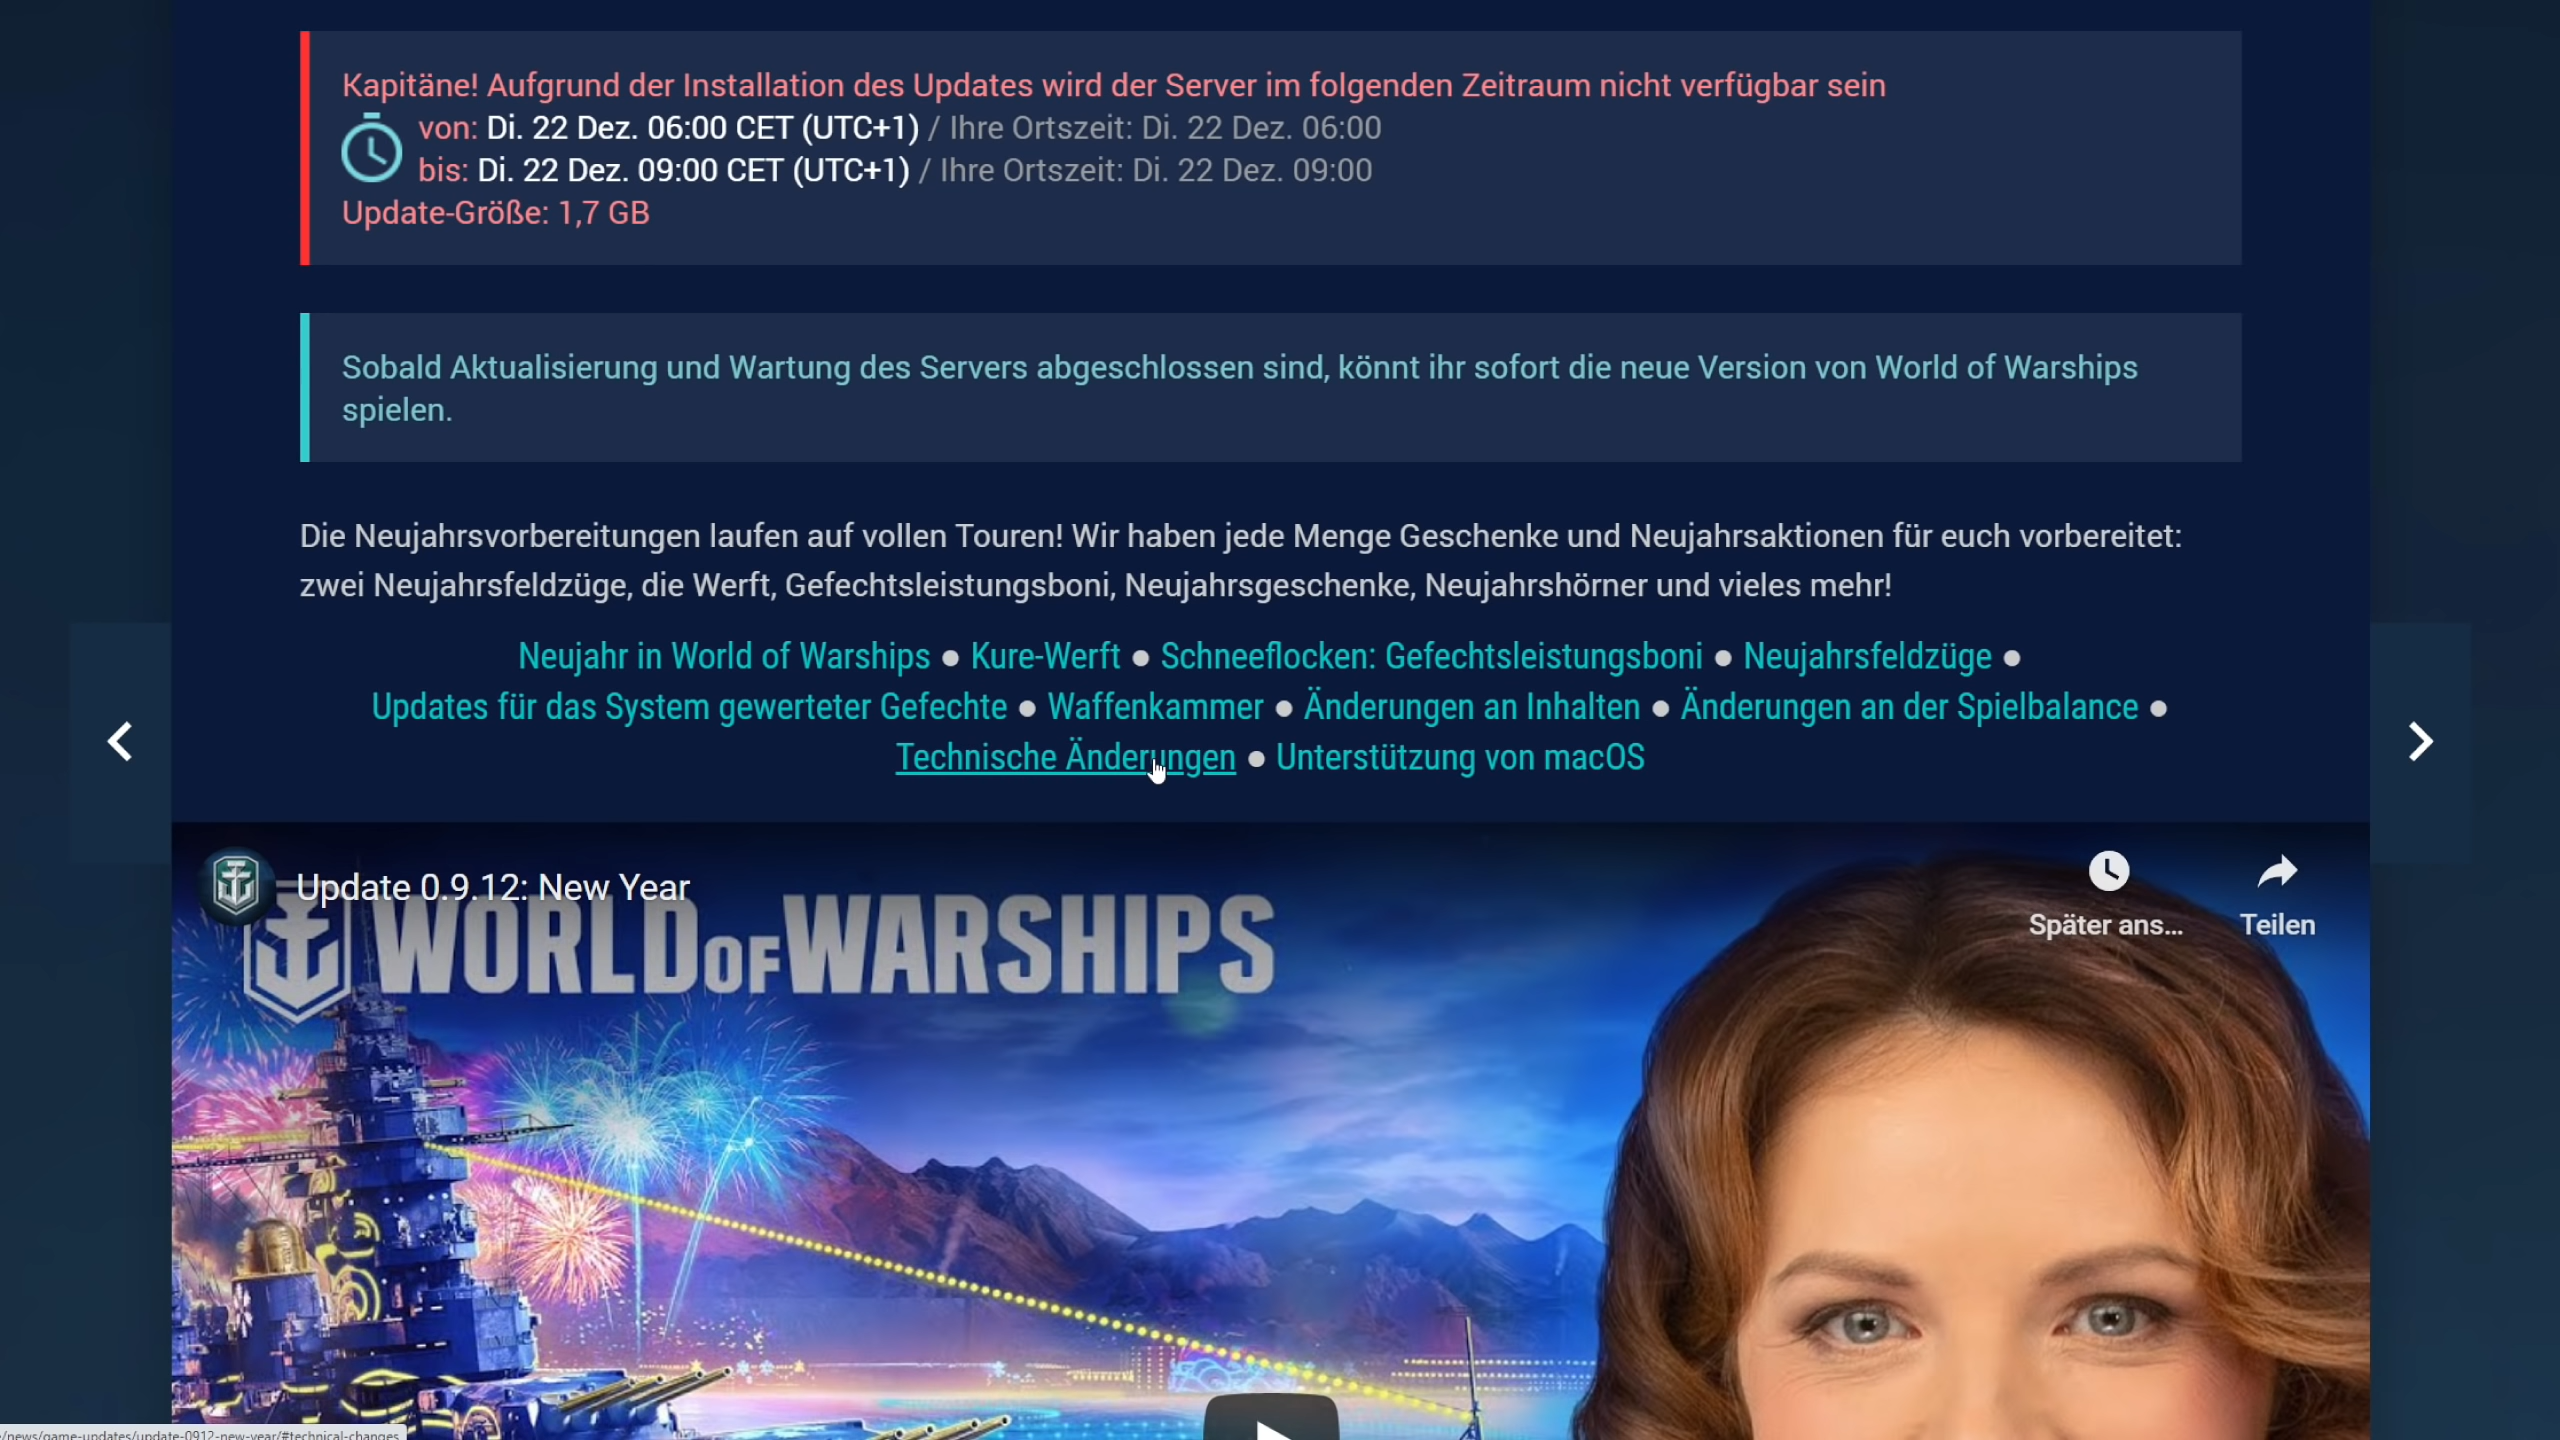 Kapitäne! Aufgrund der Installation des Updates wird der Server im folgenden Zeitraum nicht verfügbar sein
von: Di. 22 Dez. 06:00 CET (UTC+1) / Ihre Ortszeit: Di. 22 Dez. 06:00
bis: Di. 22 Dez. 09:00 CET (UTC+1) / Ihre Ortszeit: Di. 22 Dez. 09:00
Update-Größe: 1,7 GB
Sobald Aktualisierung und Wartung des Servers abgeschlossen sind, könnt ihr sofort die neue Version von World of Warships
spielen.
Die Neujahrsvorbereitungen laufen auf vollen Touren! Wir haben jede Menge Geschenke und Neujahrsaktionen für euch vorbereitet:
zwei Neujahrsfeldzüge, die Werft, Gefechtsleistungsboni, Neujahrsgeschenke, Neujahrshörner und vieles mehr!
Neujahr in World of Warships ● Kure-Werft ● Schneeflocken: Gefechtsleistungsboni ● Neujahrsfeldzüge ●
Updates für das System gewerteter Gefechte ● Waffenkammer ● Änderungen an Inhalten ● Änderungen an der Spielbalance ●
Technische Änderungen ● Unterstützung von macOS
Update 0.9.12: New Year
Später ans...
Teilen
WORLD OF WARSHIPS
/news/game-updates/update-0912-new-year/#technical-changes